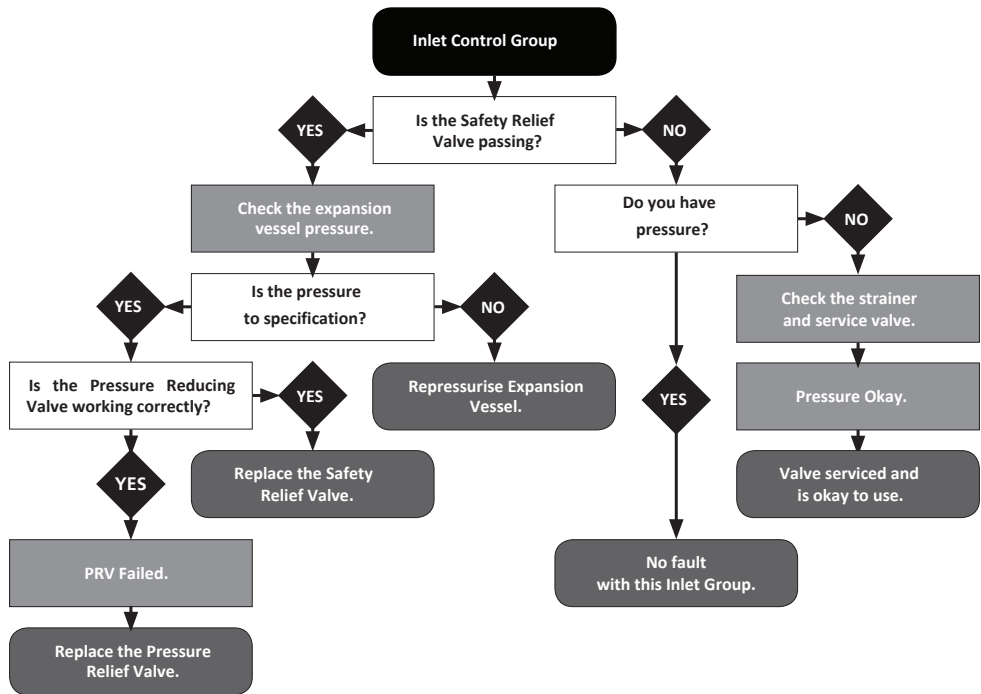 Inlet Control Group
Is the Safety Relief
Valve passing?
YES
NO
Check the expansion
vessel pressure.
Do you have
pressure?
NO
Is the pressure
to specification?
YES
NO
Check the strainer
and service valve.
Is the Pressure Reducing
Valve working correctly?
YES
Repressurise Expansion
Vessel.
YES
Pressure Okay.
YES
Replace the Safety
Relief Valve.
Valve serviced and
is okay to use.
PRV Failed.
No fault
with this Inlet Group.
Replace the Pressure
Relief Valve.